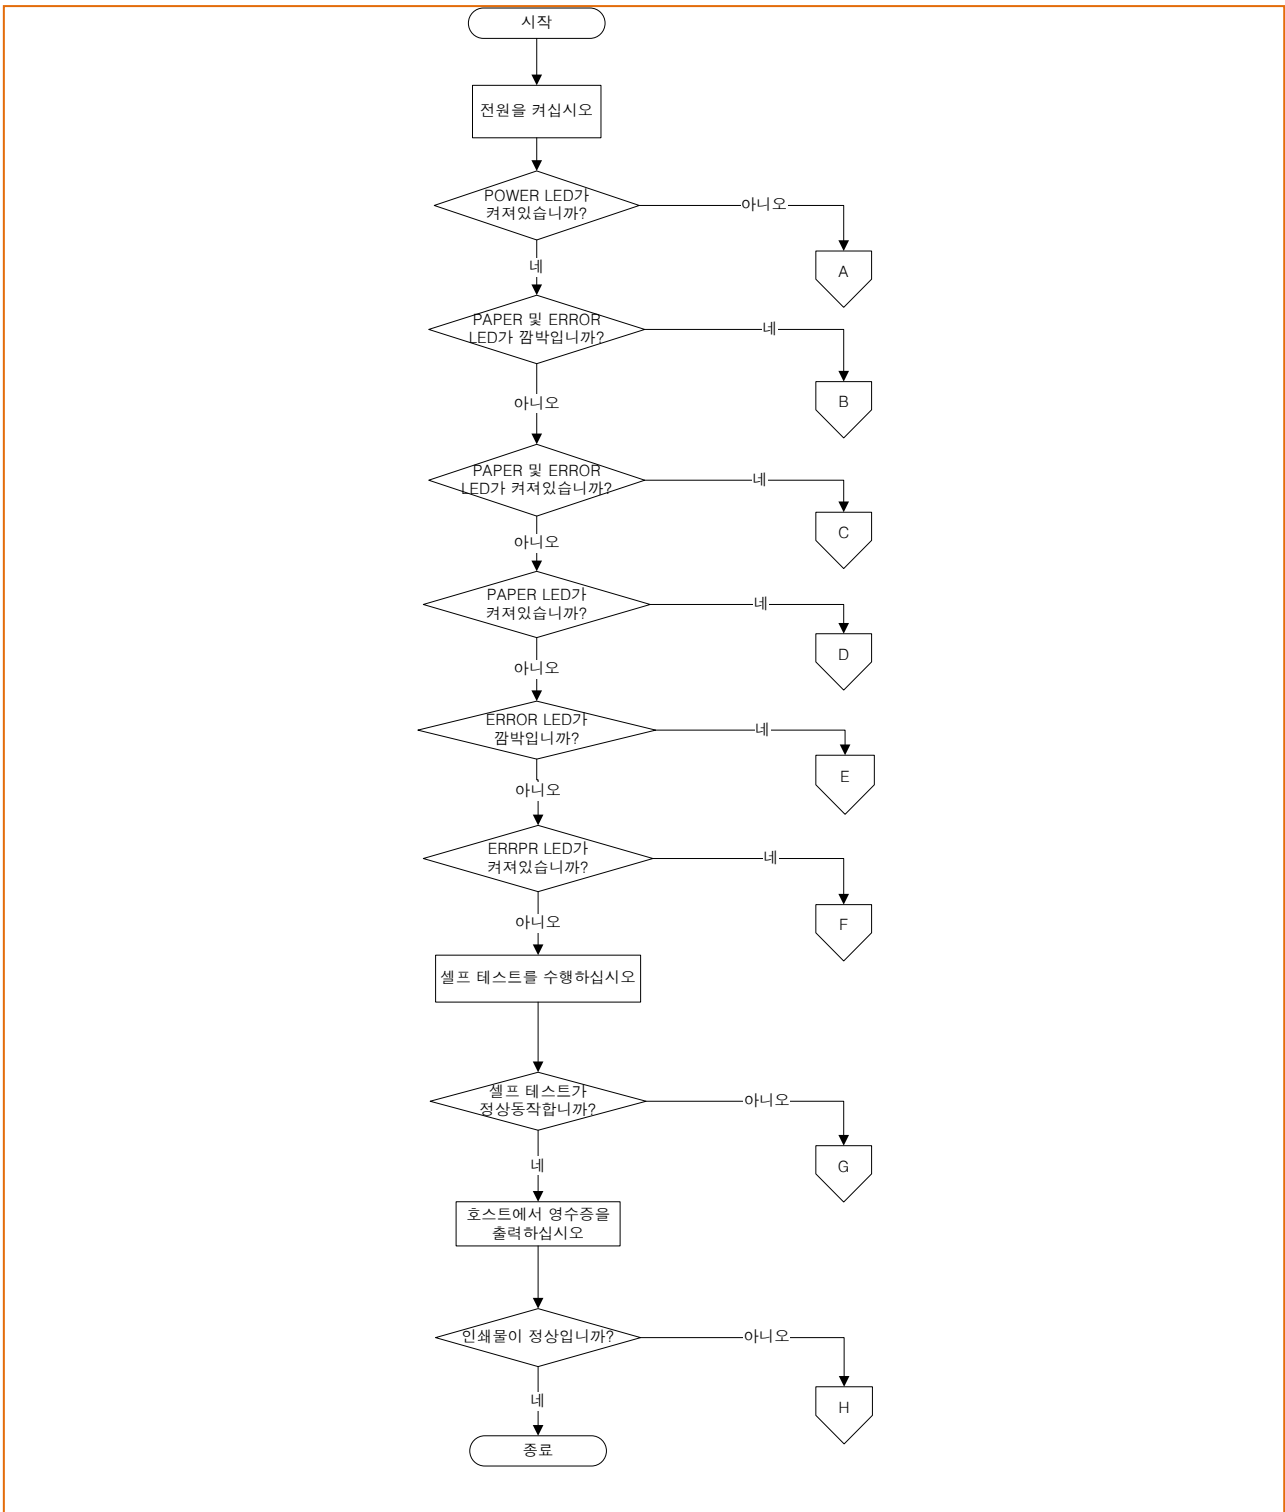 시작
전원을 켜십시오
POWER LED가
켜져있습니까?
아니오
A
네
PAPER 및 ERROR
LED가 깜박입니까?
네
B
아니오
PAPER 및 ERROR
LED가 켜져있습니까?
네
C
아니오
PAPER LED가
켜져있습니까?
네
D
아니오
ERROR LED가
깜박입니까?
네
E
아니오
ERRPR LED가
켜져있습니까?
네
F
아니오
셀프 테스트를 수행하십시오
셀프 테스트가
정상동작합니까?
아니오
G
네
호스트에서 영수증을
출력하십시오
인쇄물이 정상입니까?
아니오
H
네
종료